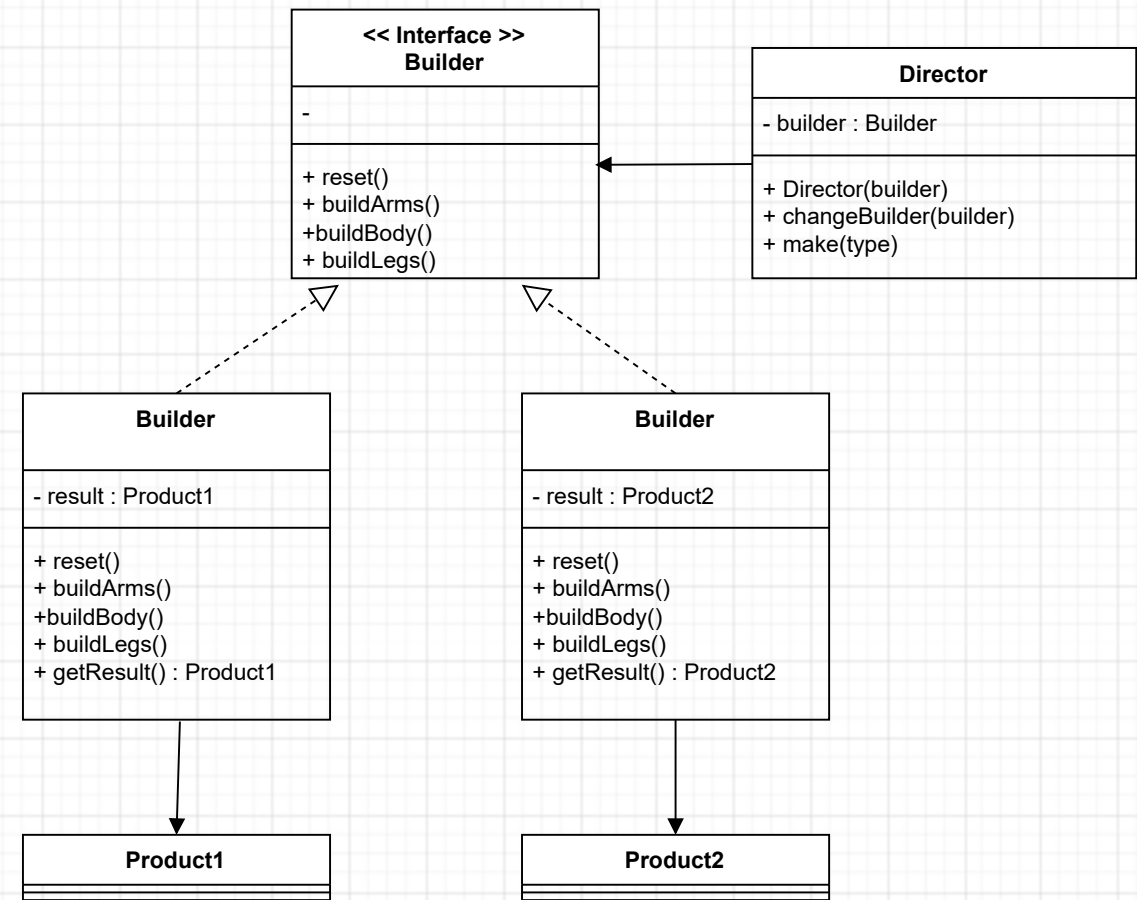 << Interface >>
Builder
-
+ reset()
+ buildArms()
+buildBody()
+ buildLegs()
Director
- builder : Builder
+ Director(builder)
+ changeBuilder(builder)
+ make(type)
Builder
- result : Product1
+ reset()
+ buildArms()
+buildBody()
+ buildLegs()
+ getResult() : Product1
Builder
- result : Product2
+ reset()
+ buildArms()
+buildBody()
+ buildLegs()
+ getResult() : Product2
Product1
Product2